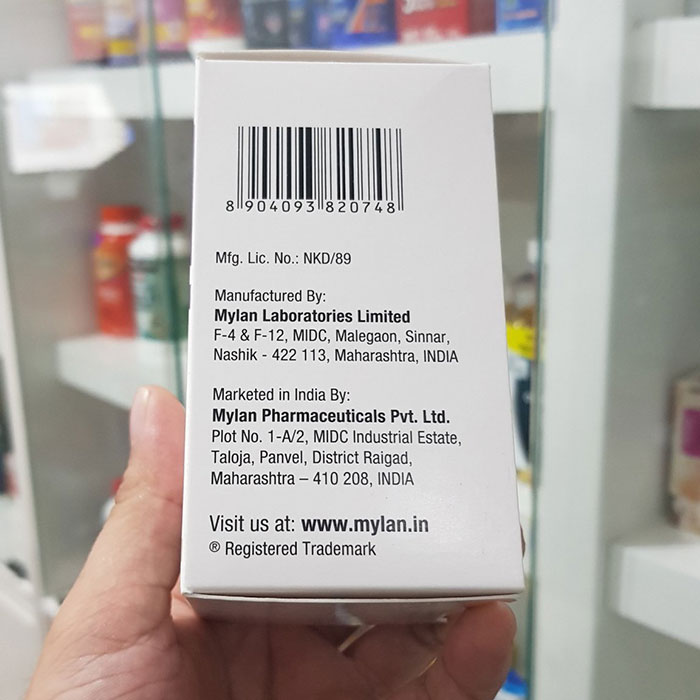 8 904093 820748
Mfg. Lic. No.: NKD/89
Manufactured By:
Mylan Laboratories Limited
F-4 & F-12, MIDC, Malegaon, Sinnar,
Nashik - 422 113, Maharashtra, INDIA
Marketed in India By:
Mylan Pharmaceuticals Pvt. Ltd.
Plot No. 1-A/2, MIDC Industrial Estate,
Taloja, Panvel, District Raigad,
Maharashtra – 410 208, INDIA
Visit us at: www.mylan.in
® Registered Trademark